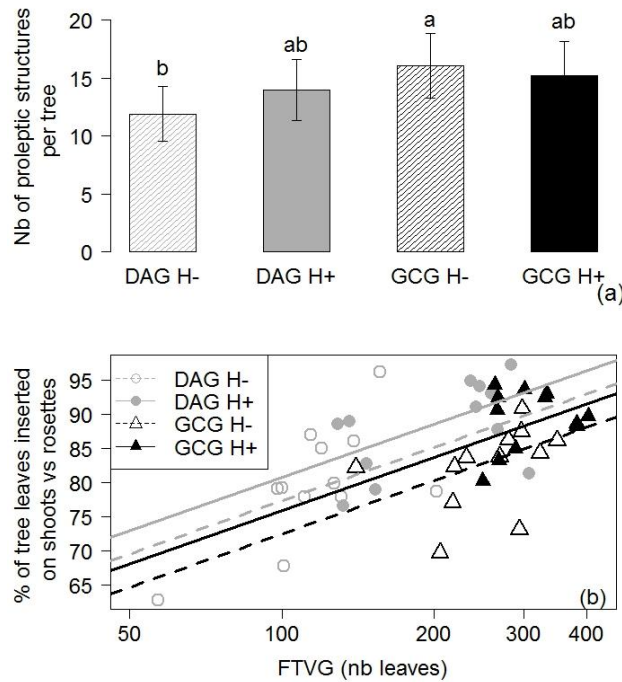 20
15
10
5
0
Nb of proleptic structures
per tree
b
ab
a
ab
DAG H-
DAG H+
GCG H-
GCG H+
(a)
% of tree leaves inserted
on shoots vs rosettes
95
90
85
80
75
70
65
DAG H-
DAG H+
GCG H-
GCG H+
(b)
50
100
200
300
400
FTVG (nb leaves)